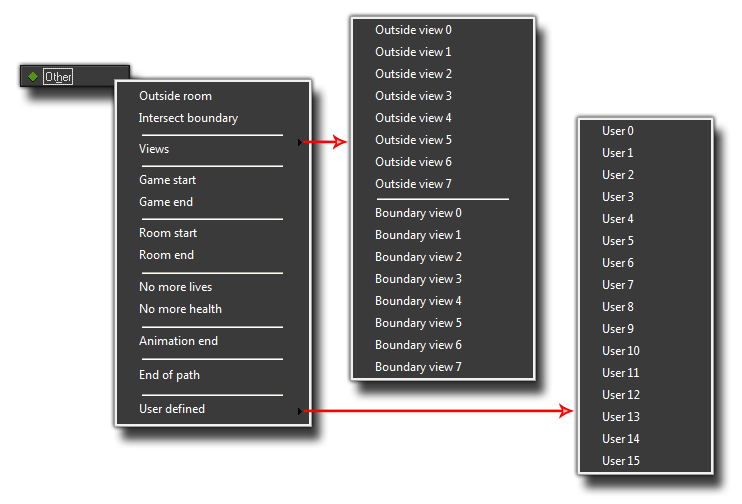 Other
Outside room
Intersect boundary
Views
Game start
Game end
Room start
Room end
No more lives
No more health
Animation end
End of path
User defined
Outside view 0
Outside view 1
Outside view 2
Outside view 3
Outside view 4
Outside view 5
Outside view 6
Outside view 7
Boundary view 0
Boundary view 1
Boundary view 2
Boundary view 3
Boundary view 4
Boundary view 5
Boundary view 6
Boundary view 7
User 0
User 1
User 2
User 3
User 4
User 5
User 6
User 7
User 8
User 9
User 10
User 11
User 12
User 13
User 14
User 15